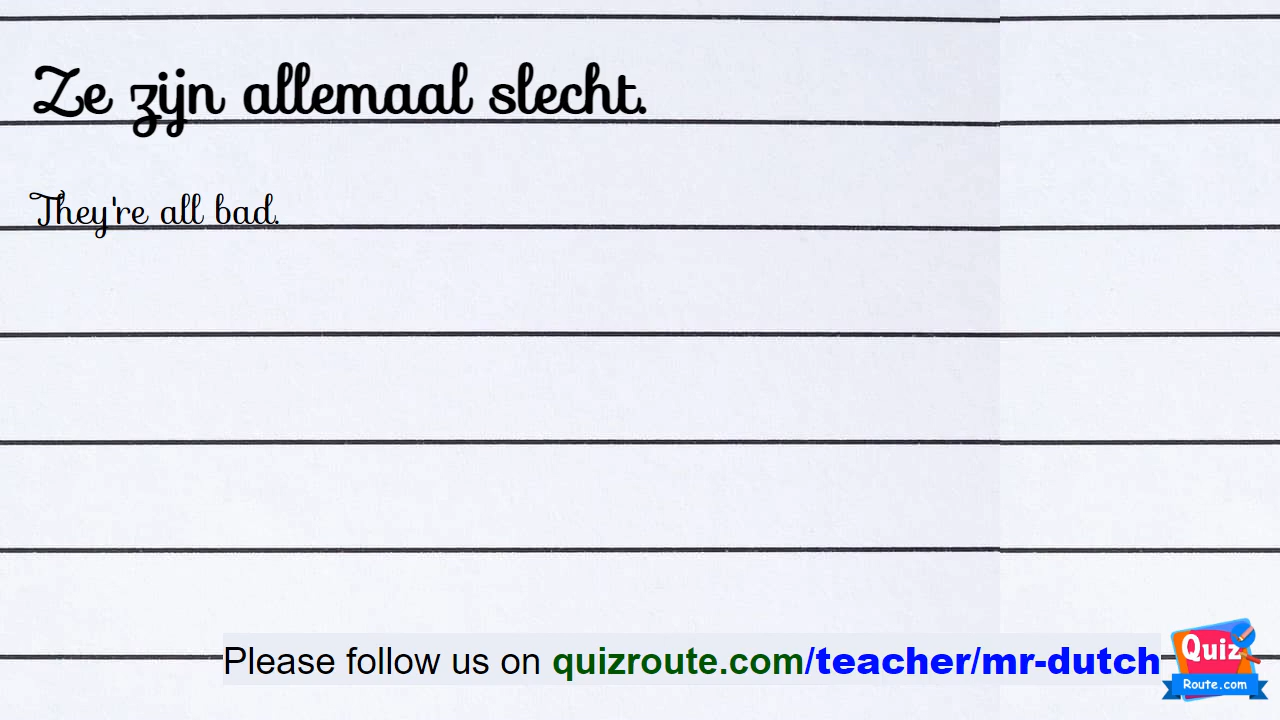 Ze zijn allemaal slecht.
They're all bad.
Please follow us on quizroute.com/teacher/mr-dutch
Quiz
Route.com